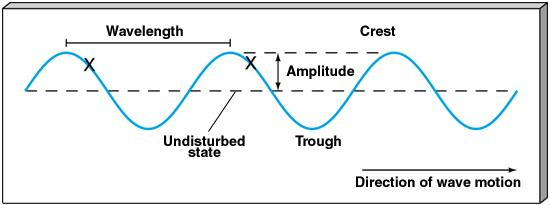 Wavelength
Crest
X
X
Amplitude
Undisturbed
state
Trough
Direction of wave motion